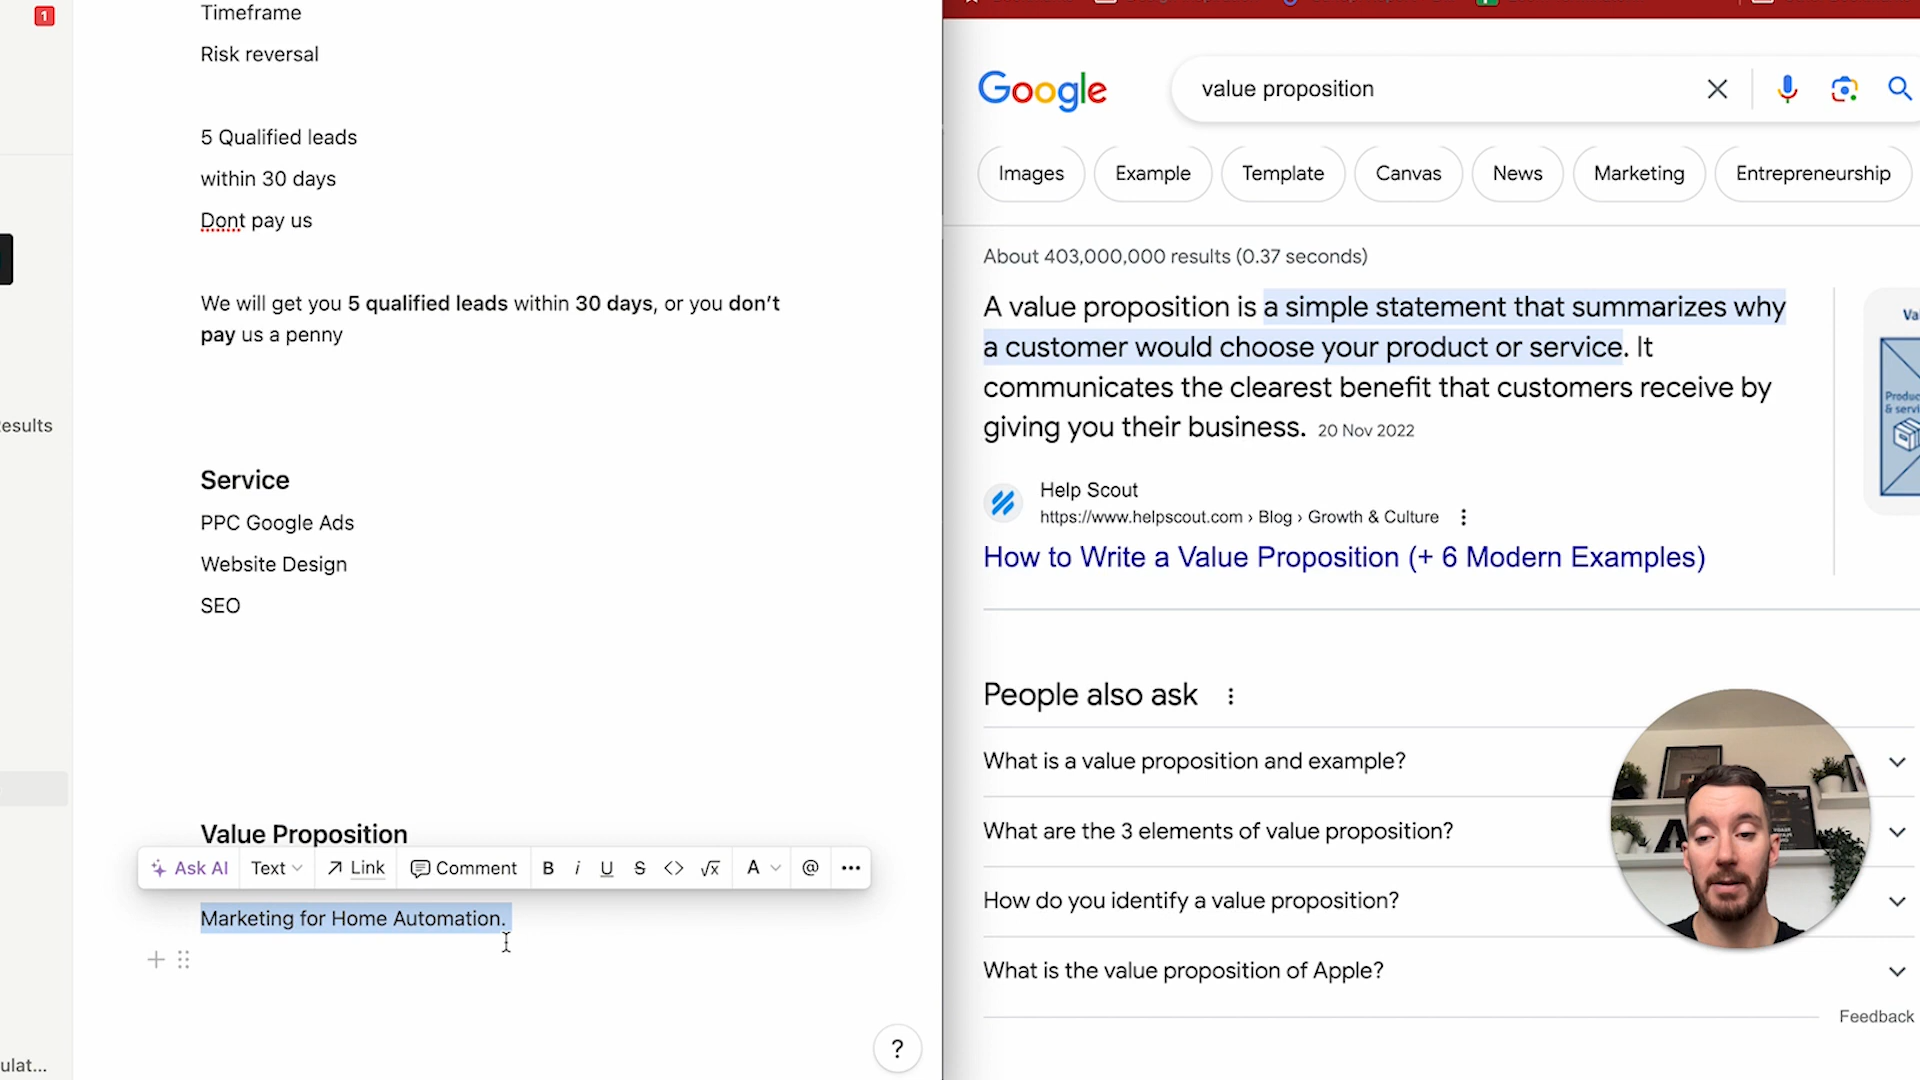 1
Timeframe
Risk reversal
5 Qualified leads
within 30 days
Dont pay us
We will get you 5 qualified leads within 30 days, or you don't
pay us a penny
esults
Service
PPC Google Ads
Website Design
SEO
Value Proposition
Ask AI Text Link Comment B i U S <> √x A @ •••
Marketing for Home Automation.
?
ulat...
Google
value proposition
Images Example Template Canvas News Marketing Entrepreneurship
About 403,000,000 results (0.37 seconds)
A value proposition is a simple statement that summarizes why
a customer would choose your product or service. It
communicates the clearest benefit that customers receive by
giving you their business. 20 Nov 2022
Va
Produc
& servi
Help Scout
https://www.helpscout.com › Blog › Growth & Culture
How to Write a Value Proposition (+ 6 Modern Examples)
People also ask
What is a value proposition and example?
What are the 3 elements of value proposition?
How do you identify a value proposition?
What is the value proposition of Apple?
Feedback